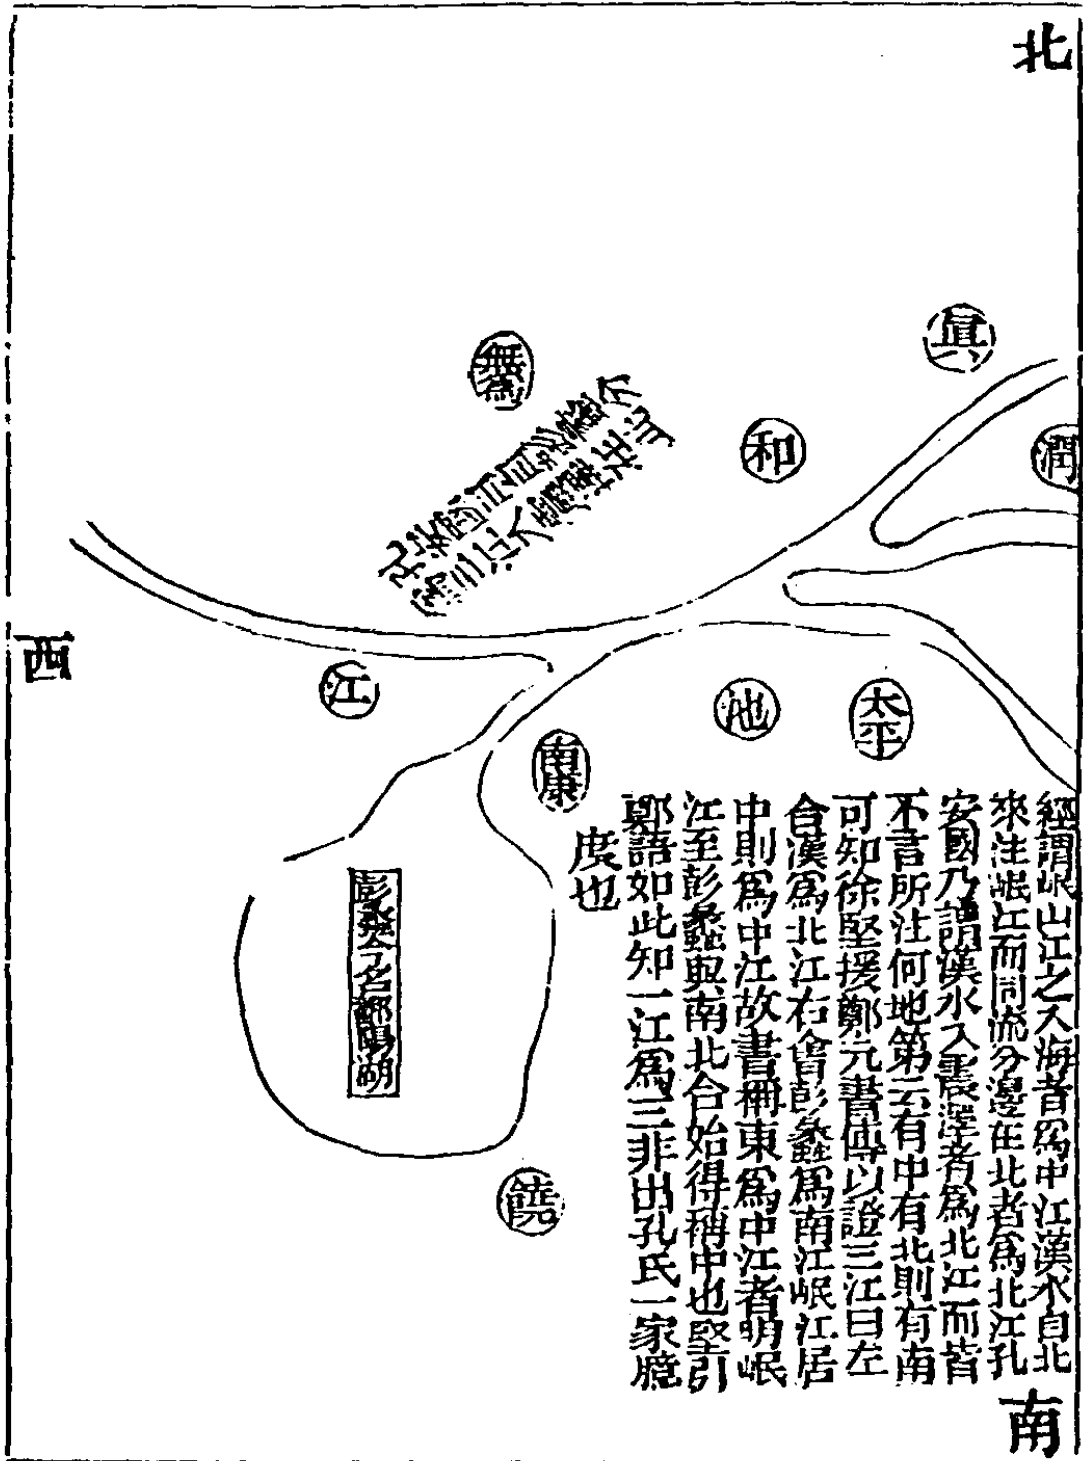 北
眞
潤
和
無爲
江
池
太平
南康
西
彭蠡今名鄱陽湖
饒
經謂岷山江之入海者爲中江漢水自北
來注岷江而同流分邊在北者爲北江孔
安國乃謂漢水入震澤者爲北江而皆
不言所注何地第云有中有北則有南
可知徐堅援鄭元書傳以證三江曰左
合漢爲北江右會彭蠡爲南江岷江居
中則爲中江故書稱東爲中江者明岷
江至彭蠡與南北合始得稱中也堅引
鄭語如此知一江爲三非出孔氏一家臆
度也
南